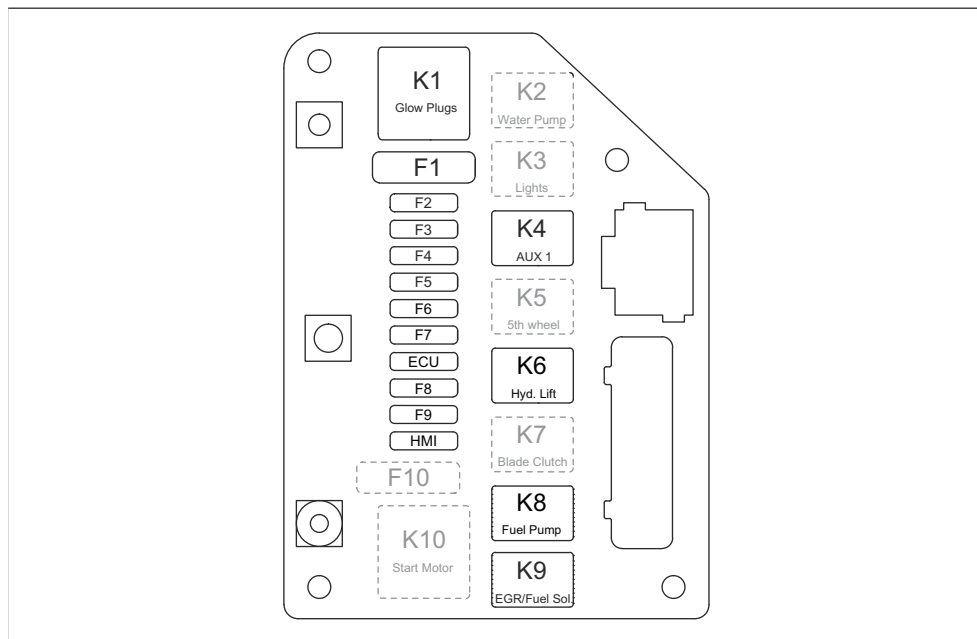 K1
Glow Plugs
F1
F2
F3
F4
F5
F6
F7
ECU
F8
F9
HMI
F10
K10
Start Motor
K2
Water Pump
K3
Lights
K4
AUX 1
K5
5th wheel
K6
Hyd. Lift
K7
Blade Clutch
K8
Fuel Pump
K9
EGR/Fuel Sol.